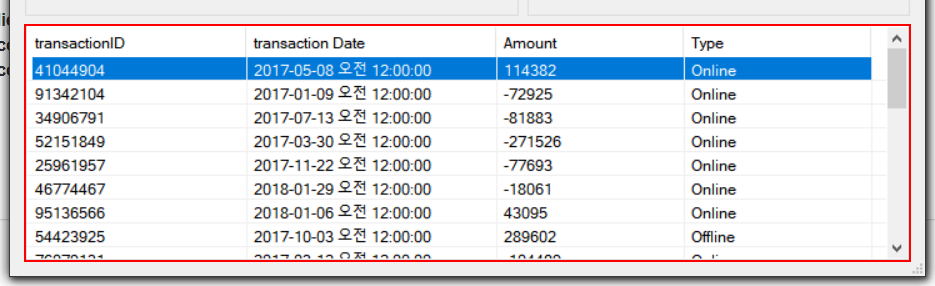 transactionID transaction Date Amount Type
41044904 2017-05-08 오전 12:00:00 114382 Online
91342104 2017-01-09 오전 12:00:00 -72925 Online
34906791 2017-07-13 오전 12:00:00 -81883 Online
52151849 2017-03-30 오전 12:00:00 -271526 Online
25961957 2017-11-22 오전 12:00:00 -77693 Online
46774467 2018-01-29 오전 12:00:00 -18061 Online
95136566 2018-01-06 오전 12:00:00 43095 Online
54423925 2017-10-03 오전 12:00:00 289602 Offline